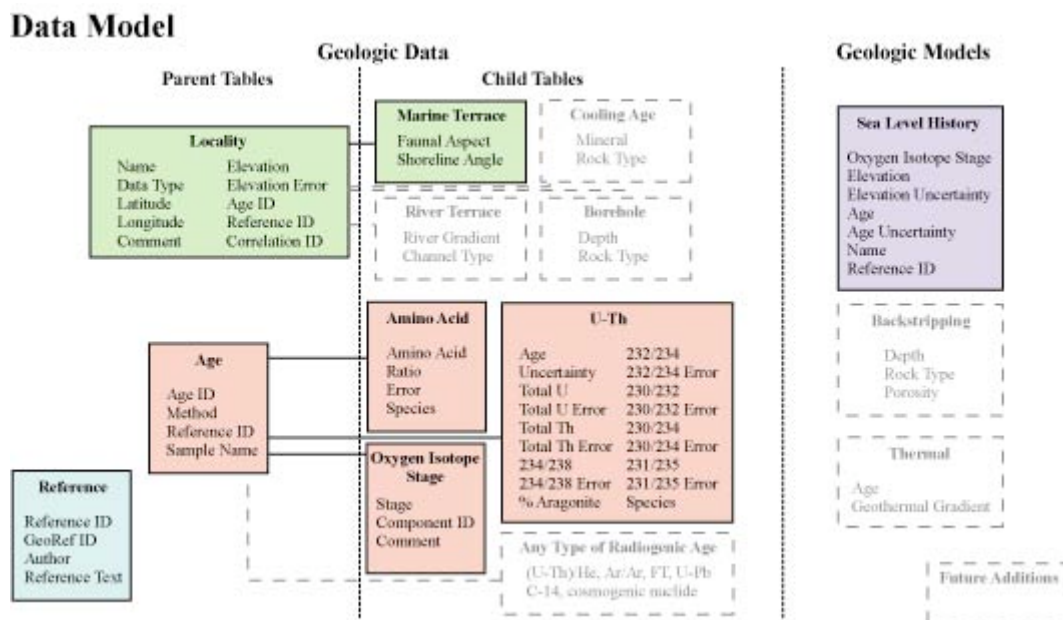 Data Model
Geologic Data
Geologic Models
Parent Tables
Child Tables
Locality
Name Elevation
Data Type Elevation Error
Latitude Age ID
Longitude Reference ID
Comment Correlation ID
Marine Terrace
Faunal Aspect
Shoreline Angle
Cooling Age
Mineral
Rock Type
River Terrace
River Gradient
Channel Type
Borehole
Depth
Rock Type
Age
Age ID
Method
Reference ID
Sample Name
Amino Acid
Amino Acid
Ratio
Error
Species
U-Th
Age 232/234
Uncertainty 232/234 Error
Total U 230/232
Total U Error 230/232 Error
Total Th 230/234
Total Th Error 230/234 Error
234/238 231/235
234/238 Error 231/235 Error
% Aragonite Species
Oxygen Isotope
Stage
Stage
Component ID
Comment
Any Type of Radiogenic Age
(U-Th)/He, Ar/Ar, FT, U-Pb
C-14, cosmogenic nuclide
Reference
Reference ID
GeoRef ID
Author
Reference Text
Sea Level History
Oxygen Isotope Stage
Elevation
Elevation Uncertainty
Age
Age Uncertainty
Name
Reference ID
Backstripping
Depth
Rock Type
Porosity
Thermal
Age
Geothermal Gradient
Future Additions